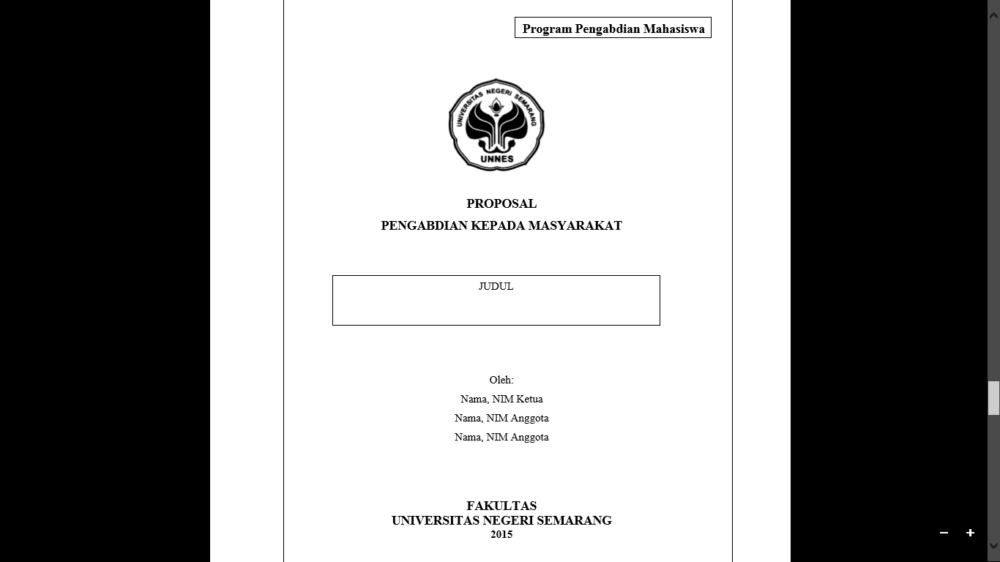 Program Pengabdian Mahasiswa
UNIVERSITAS NEGERI SEMARANG
UNNES
PROPOSAL
PENGABDIAN KEPADA MASYARAKAT
JUDUL
Oleh:
Nama, NIM Ketua
Nama, NIM Anggota
Nama, NIM Anggota
FAKULTAS
UNIVERSITAS NEGERI SEMARANG
2015